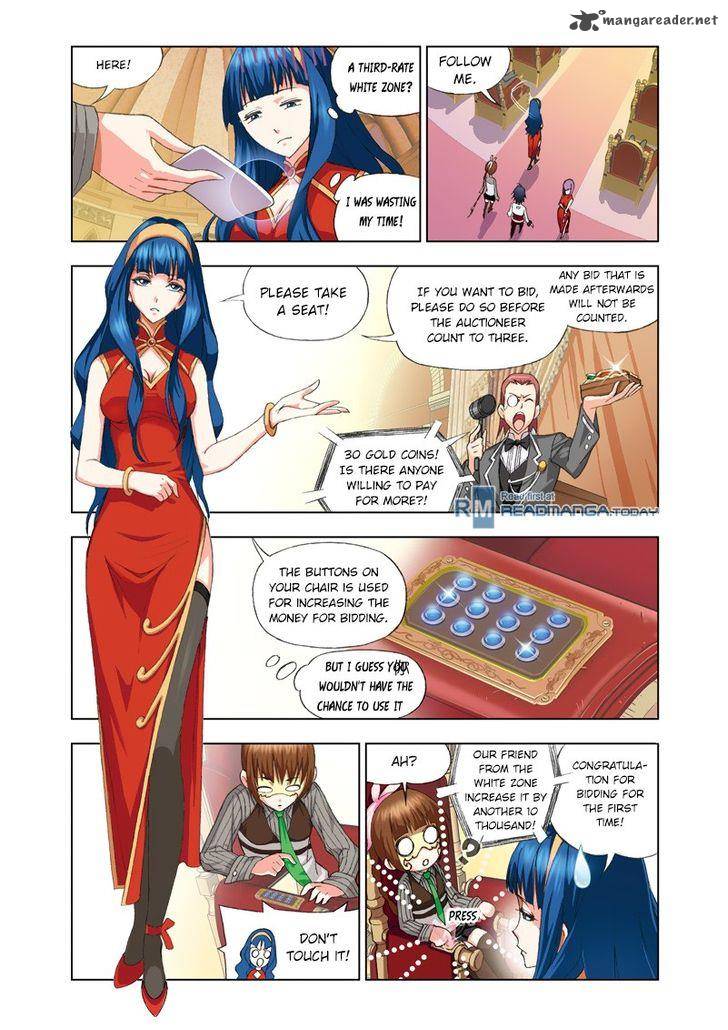 mangareader.net
HERE!
A THIRD-RATE
WHITE ZONE?
I WAS WASTING
MY TIME!
FOLLOW
ME.
PLEASE TAKE
A SEAT!
IF YOU WANT TO BID,
PLEASE DO SO BEFORE
THE AUCTIONEER
COUNT TO THREE.
ANY BID THAT IS
MADE AFTERWARDS
WILL NOT BE
COUNTED.
30 GOLD COINS!
IS THERE ANYONE
WILLING TO PAY
FOR MORE?!
RM
Read first at
READMANGA.TODAY
THE BUTTONS ON
YOUR CHAIR IS
USED FOR
INCREASING THE
MONEY FOR BIDDING.
BUT I GUESS YOU
WOULDN'T HAVE THE
CHANCE TO USE IT
DON'T
TOUCH IT!
AH?
PRESS
OUR FRIEND
FROM THE
WHITE ZONE
INCREASE IT BY
ANOTHER 10
THOUSAND!
CONGRATULA-
TION FOR
BIDDING FOR
THE FIRST
TIME!